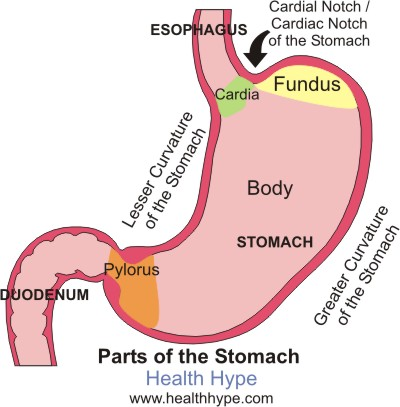 Cardial Notch /
Cardiac Notch
of the Stomach
ESOPHAGUS
Fundus
Cardia
Lesser Curvature
of the Stomach
Body
STOMACH
Greater Curvature
of the Stomach
Pylorus
DUODENUM
Parts of the Stomach
Health Hype
www.healthhype.com